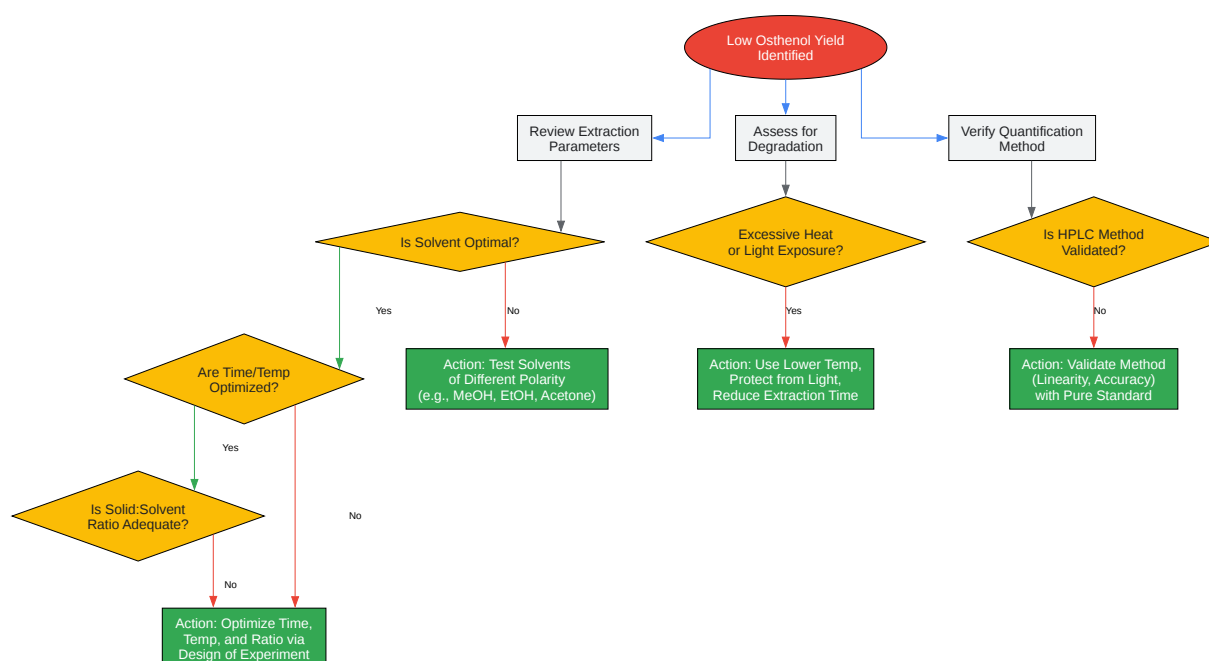 Low Osthenol Yield
Identified
Review Extraction
Parameters
Assess for
Degradation
Verify Quantification
Method
Is Solvent Optimal?
Excessive Heat
or Light Exposure?
Is HPLC Method
Validated?
Yes
No
Yes
No
Are Time/Temp
Optimized?
Action: Test Solvents
of Different Polarity
(e.g., MeOH, EtOH, Acetone)
Action: Use Lower Temp,
Protect from Light,
Reduce Extraction Time
Action: Validate Method
(Linearity, Accuracy)
with Pure Standard
Yes
Is Solid:Solvent
Ratio Adequate?
No
No
Action: Optimize Time,
Temp, and Ratio via
Design of Experiment